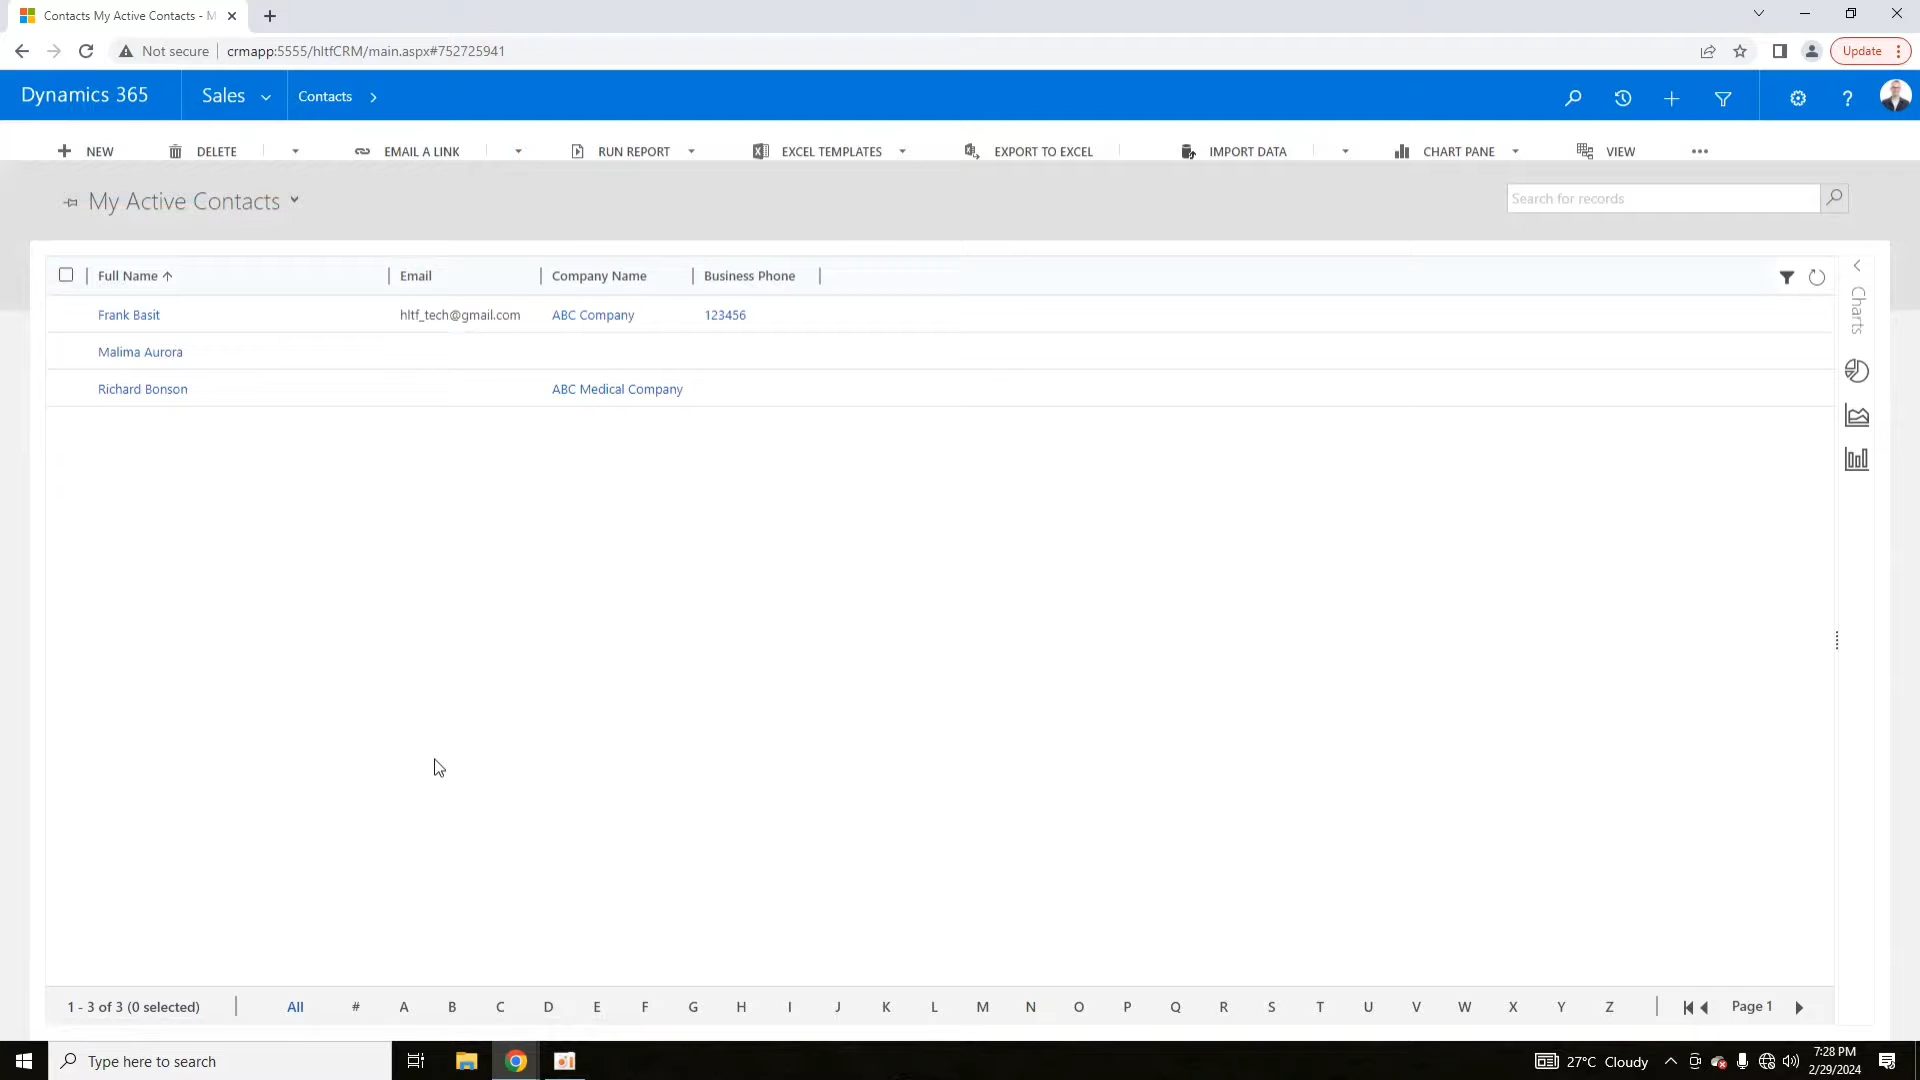 Contacts My Active Contacts - M
Not secure
crmapp:5555/hltfCRM/main.aspx#752725941
Update
Dynamics 365
Sales
Contacts
?
NEW
DELETE
EMAIL A LINK
RUN REPORT
EXCEL TEMPLATES
EXPORT TO EXCEL
IMPORT DATA
CHART PANE
VIEW
My Active Contacts
Search for records
Full Name
Email
Company Name
Business Phone
Charts
Frank Basit
hltf_tech@gmail.com
ABC Company
123456
Malima Aurora
Richard Bonson
ABC Medical Company
1 - 3 of 3 (0 selected)
All # A B C D E F G H I J K L M N O P Q R S T U V W X Y Z
Page 1
Type here to search
27°C Cloudy
7:28 PM
2/29/2024